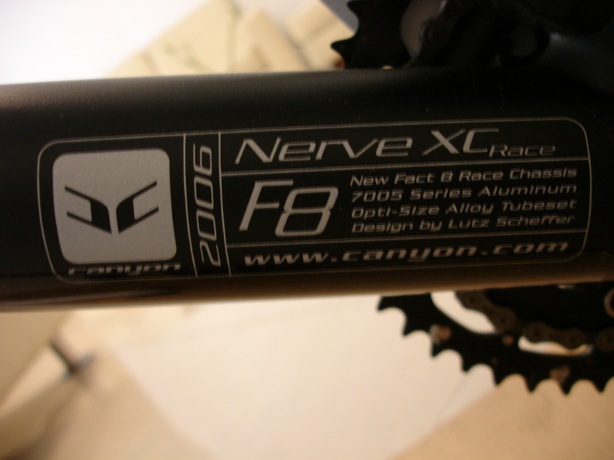 canyon
2006
Nerve XC Race
F8
New Fact 8 Race Chassis
7005 Series Aluminum
Opti-Size Alloy Tubeset
Design by Lutz Scheffer
www.canyon.com